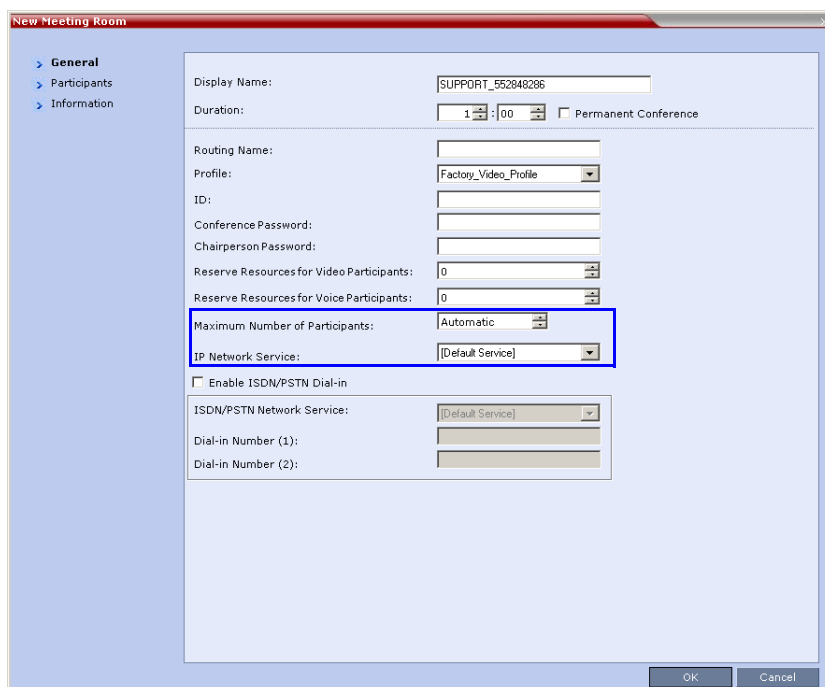 New Meeting Room
General
Participants
Information
Display Name: SUPPORT_552848286
Duration: 1 : 00 Permanent Conference
Routing Name:
Profile: Factory_Video_Profile
ID:
Conference Password:
Chairperson Password:
Reserve Resources for Video Participants: 0
Reserve Resources for Voice Participants: 0
Maximum Number of Participants: Automatic
IP Network Service: [Default Service]
Enable ISDN/PSTN Dial-in
ISDN/PSTN Network Service: [Default Service]
Dial-in Number (1):
Dial-in Number (2):
OK Cancel